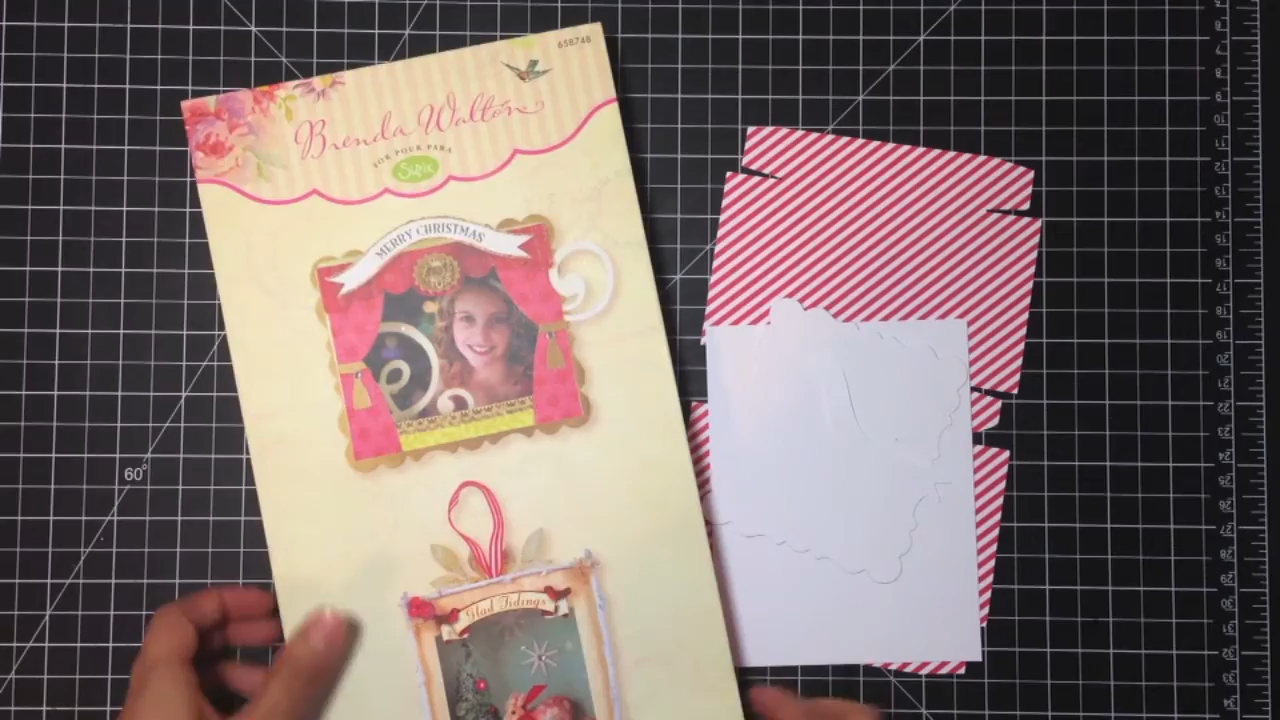 658748
Brenda Walton
FOR POUR PARA
Sizzix
MERRY CHRISTMAS
Glad Tidings
60°